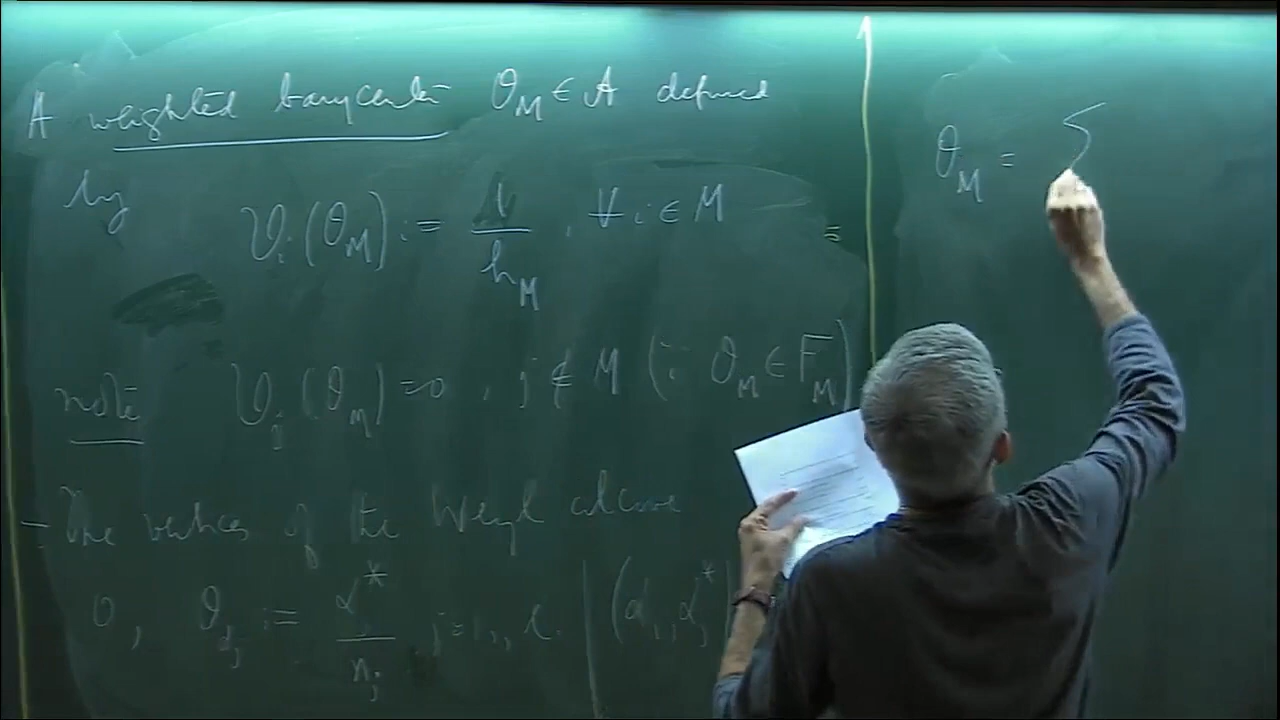 A weighted barycenter θ_M ∈ A defined
by ϑ_i(θ_M) := 1/h_M , ∀ i ∈ M
note ϑ_j(θ_M) = 0 , j ∉ M (∵ θ_M ∈ F_M)
- The vertices of the Weyl alcove
0, θ_{α_j} := α_j^*/n_j j=1,., ℓ. | (α_i, α_j^*
θ_M = Σ